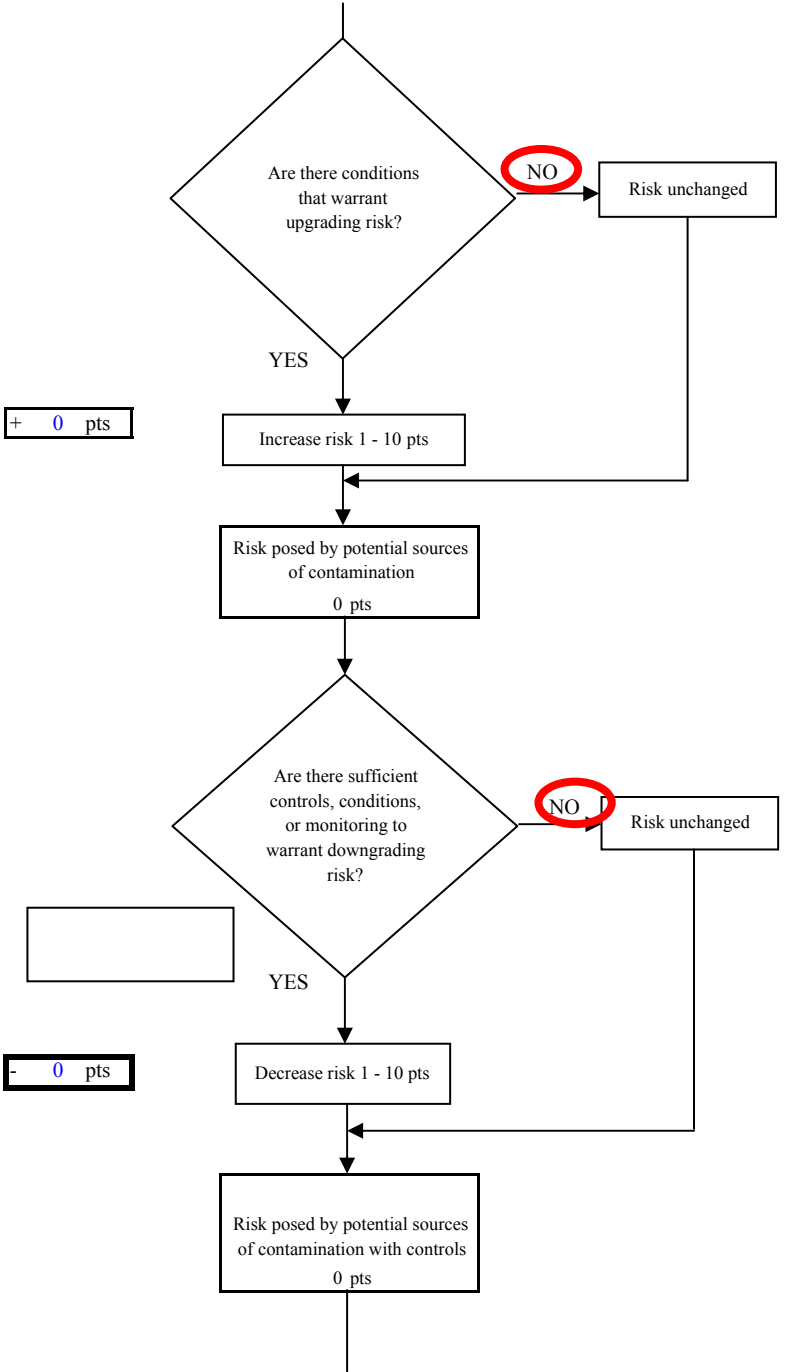 Are there conditions
that warrant
upgrading risk?
NO
Risk unchanged
YES
+ 0 pts
Increase risk 1 - 10 pts
Risk posed by potential sources
of contamination
0 pts
Are there sufficient
controls, conditions,
or monitoring to
warrant downgrading
risk?
NO
Risk unchanged
YES
- 0 pts
Decrease risk 1 - 10 pts
Risk posed by potential sources
of contamination with controls
0 pts